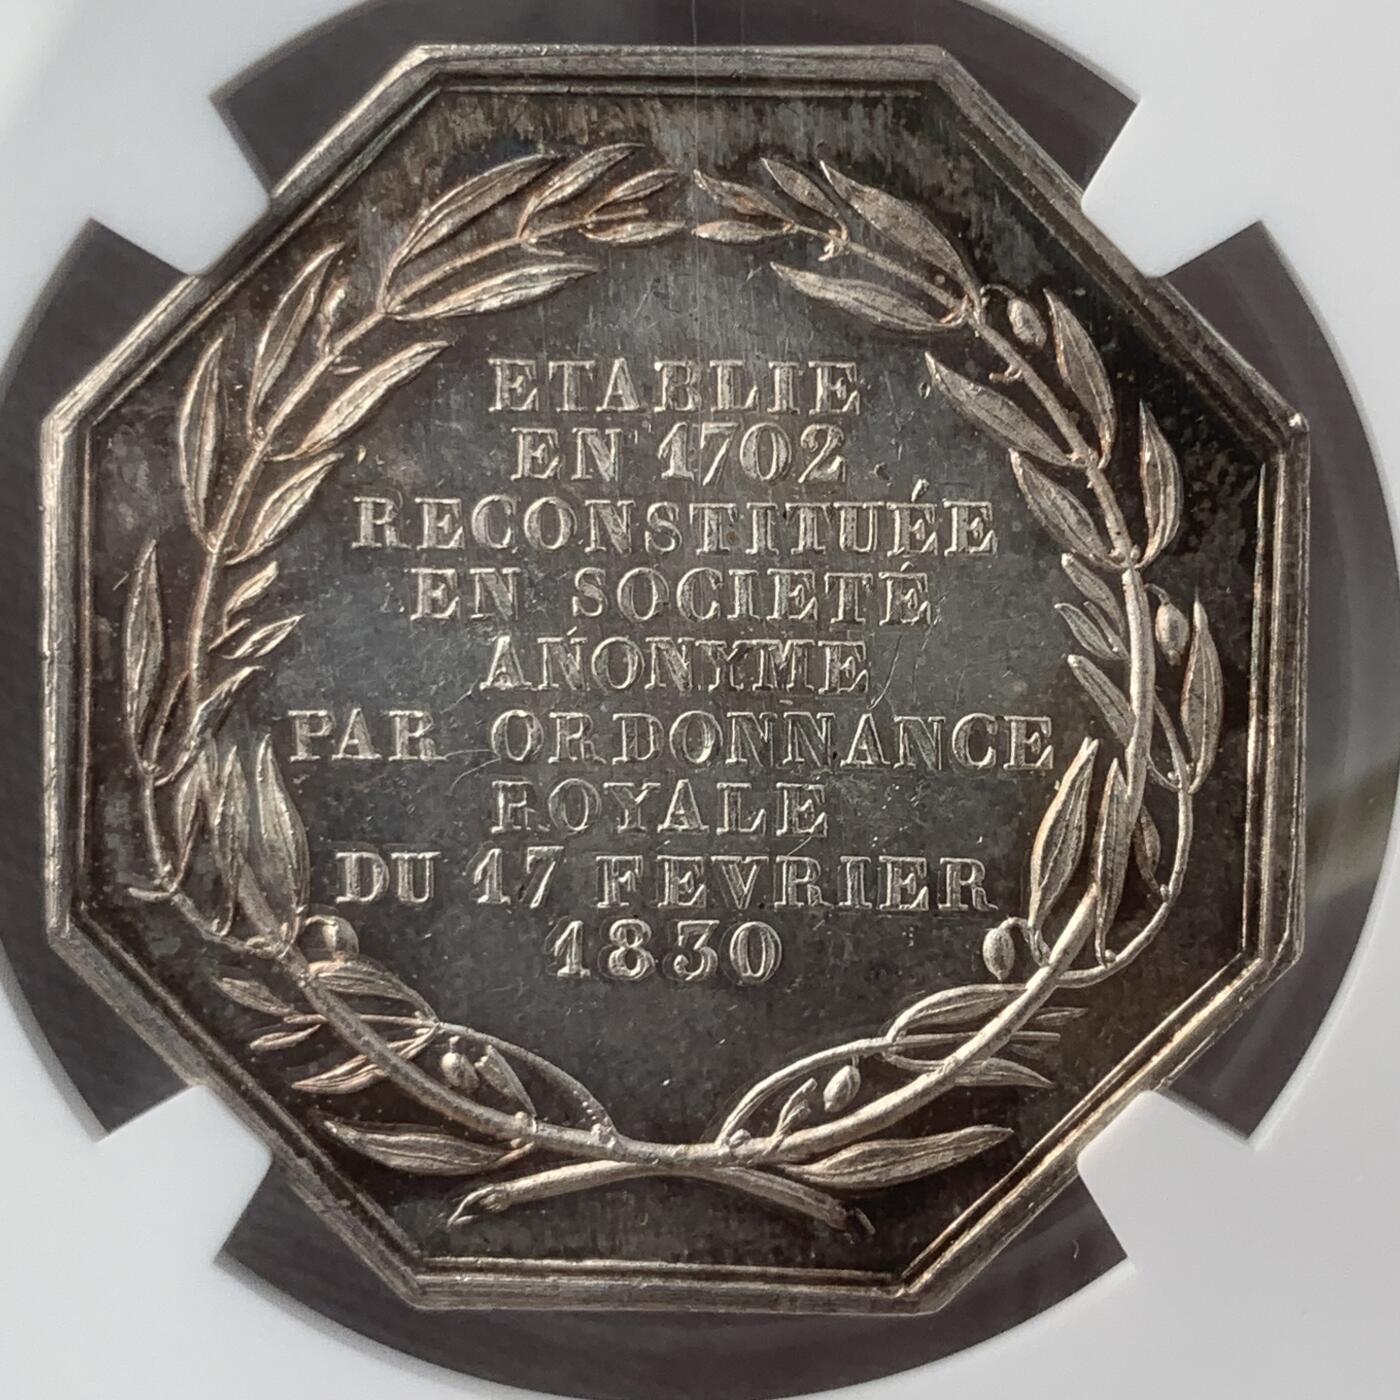 ETABLIE
EN 1702
RECONSTITUÉE
EN SOCIETÉ
ANONYME
PAR ORDONNANCE
ROYALE
DU 17 FEVRIER
1830